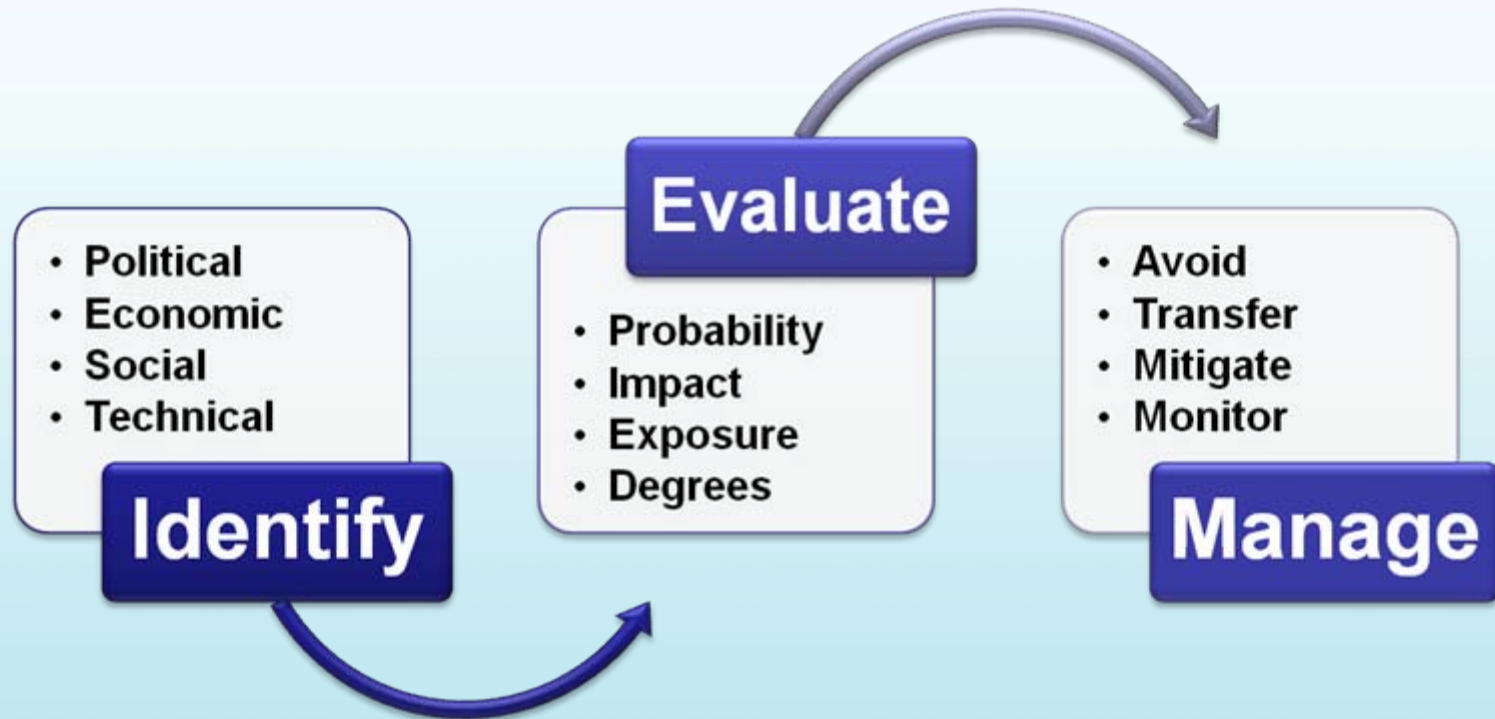 • Political
• Economic
• Social
• Technical
Identify
Evaluate
• Probability
• Impact
• Exposure
• Degrees
• Avoid
• Transfer
• Mitigate
• Monitor
Manage